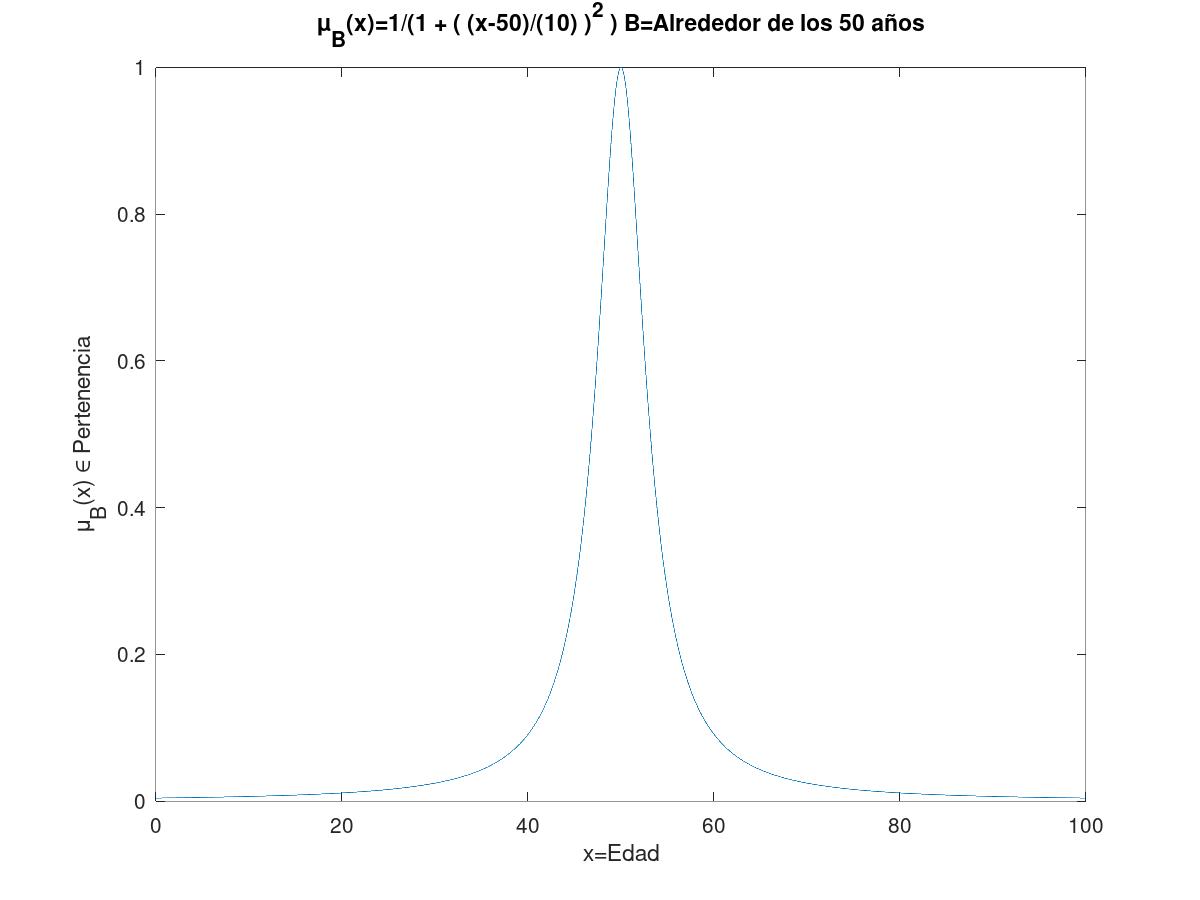 μB(x)=1/(1 + ( (x-50)/(10) )2 ) B=Alrededor de los 50 años
1
0.8
0.6
0.4
0.2
0
μB(x) ∈ Pertenencia
0 20 40 60 80 100
x=Edad